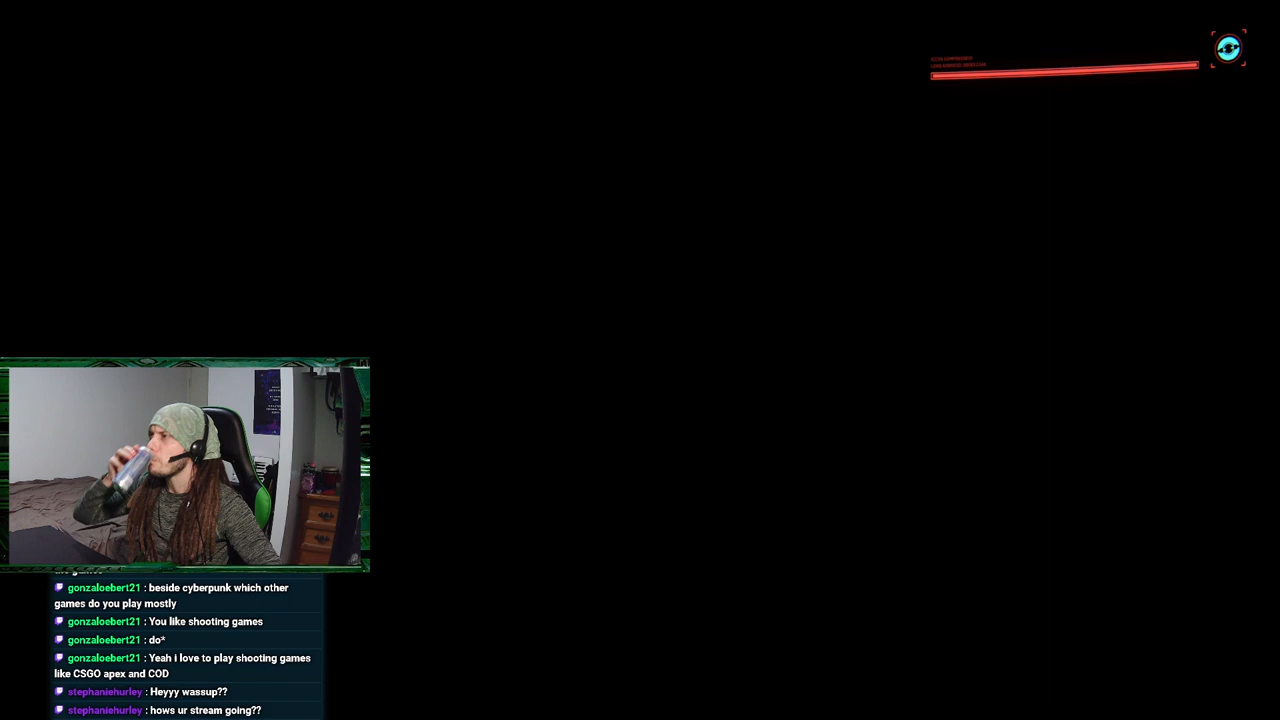 gonzaloebert21 : beside cyberpunk which other
games do you play mostly
gonzaloebert21 : You like shooting games
gonzaloebert21 : do*
gonzaloebert21 : Yeah i love to play shooting games
like CSGO apex and COD
stephaniehurley : Heyyy wassup??
stephaniehurley : hows ur stream going??